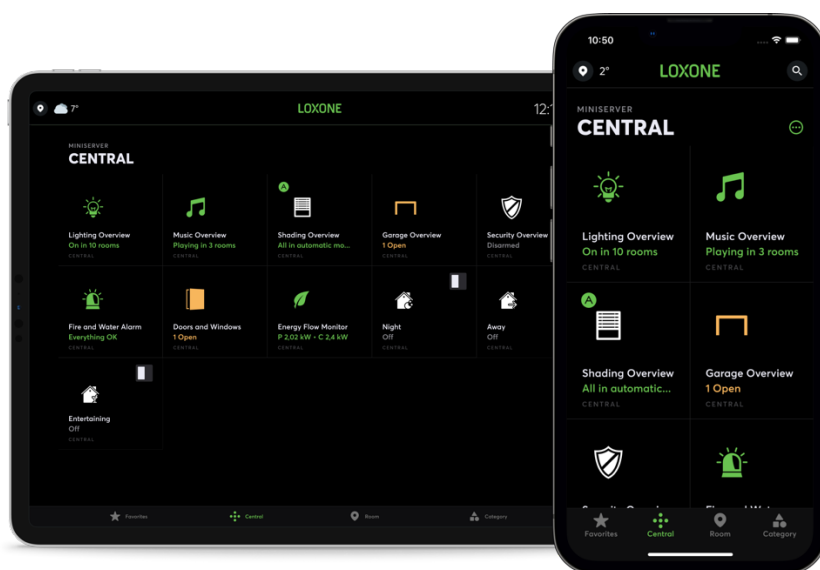 7°
LOXONE
12:1
MINISERVER
CENTRAL
Lighting Overview
On in 10 rooms
CENTRAL
Music Overview
Playing in 3 rooms
CENTRAL
A
Shading Overview
All in automatic mo...
CENTRAL
Garage Overview
1 Open
CENTRAL
Security Overview
Disarmed
CENTRAL
Fire and Water Alarm
Everything OK
CENTRAL
Doors and Windows
1 Open
CENTRAL
Energy Flow Monitor
P 2,02 kW - C 2,4 kW
CENTRAL
Night
Off
CENTRAL
Away
Off
CENTRAL
Entertaining
Off
CENTRAL
Favorites
Central
Room
Category
10:50
2°
LOXONE
MINISERVER
CENTRAL
Lighting Overview
On in 10 rooms
CENTRAL
Music Overview
Playing in 3 rooms
CENTRAL
A
Shading Overview
All in automatic...
CENTRAL
Garage Overview
1 Open
CENTRAL
Favorites
Central
Room
Category